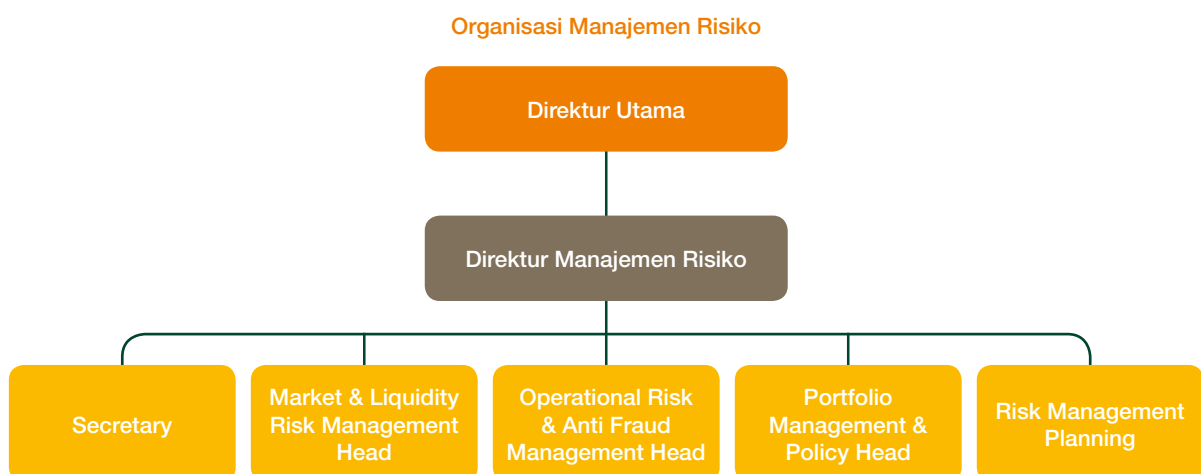 Organisasi Manajemen Risiko
Direktur Utama
Direktur Manajemen Risiko
Secretary
Market & Liquidity
Risk Management
Head
Operational Risk
& Anti Fraud
Management Head
Portfolio
Management &
Policy Head
Risk Management
Planning